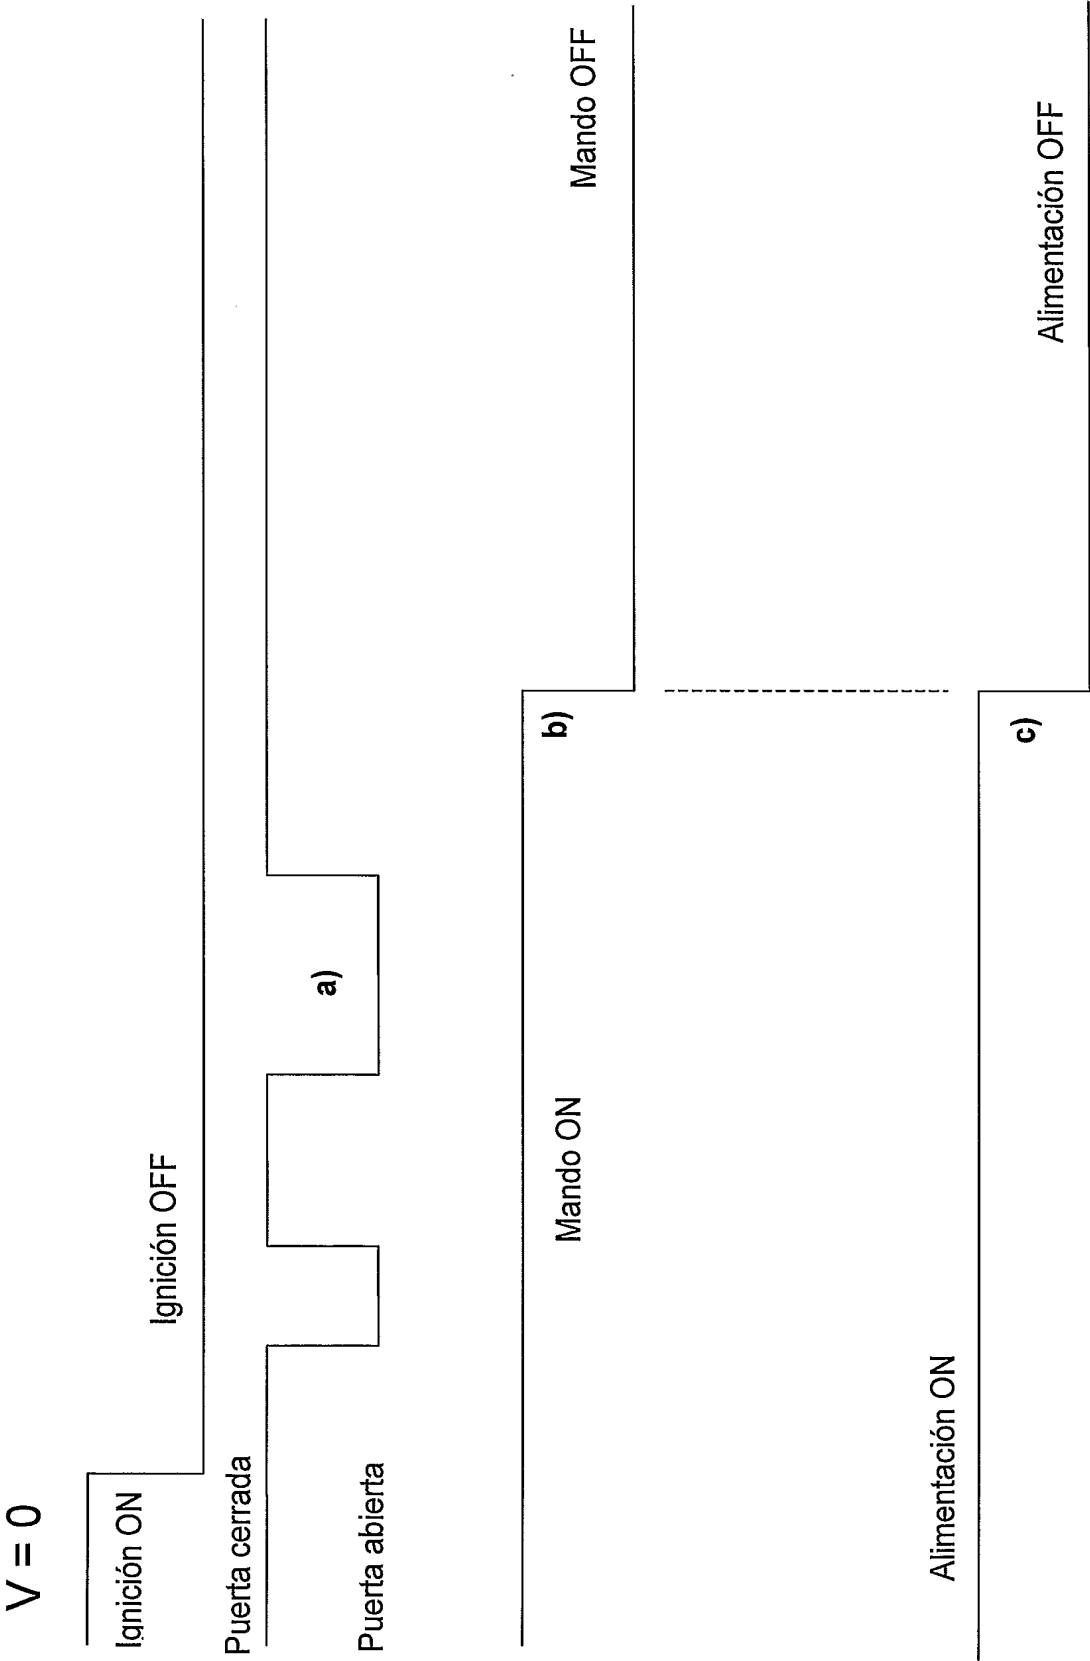 V = 0
Ignición ON
Ignición OFF
Puerta cerrada
Puerta abierta
a)
Mando ON
b)
Mando OFF
Alimentación ON
c)
Alimentación OFF